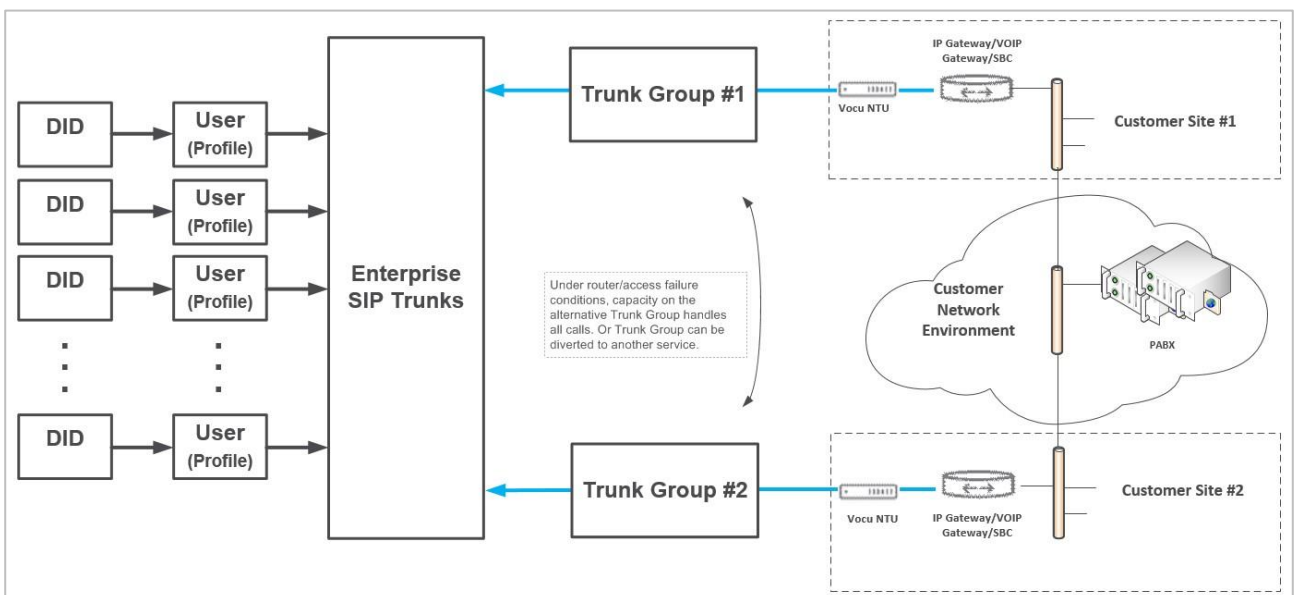 DID
User
(Profile)
DID
User
(Profile)
DID
User
(Profile)
DID
User
(Profile)
Enterprise
SIP Trunks
Trunk Group #1
Under router/access failure
conditions, capacity on the
alternative Trunk Group handles
all calls. Or Trunk Group can be
diverted to another service.
Trunk Group #2
IP Gateway/VOIP
Gateway/SBC
Vocu NTU
Customer Site #1
Customer
Network
Environment
PABX
Vocu NTU
IP Gateway/VOIP
Gateway/SBC
Customer Site #2